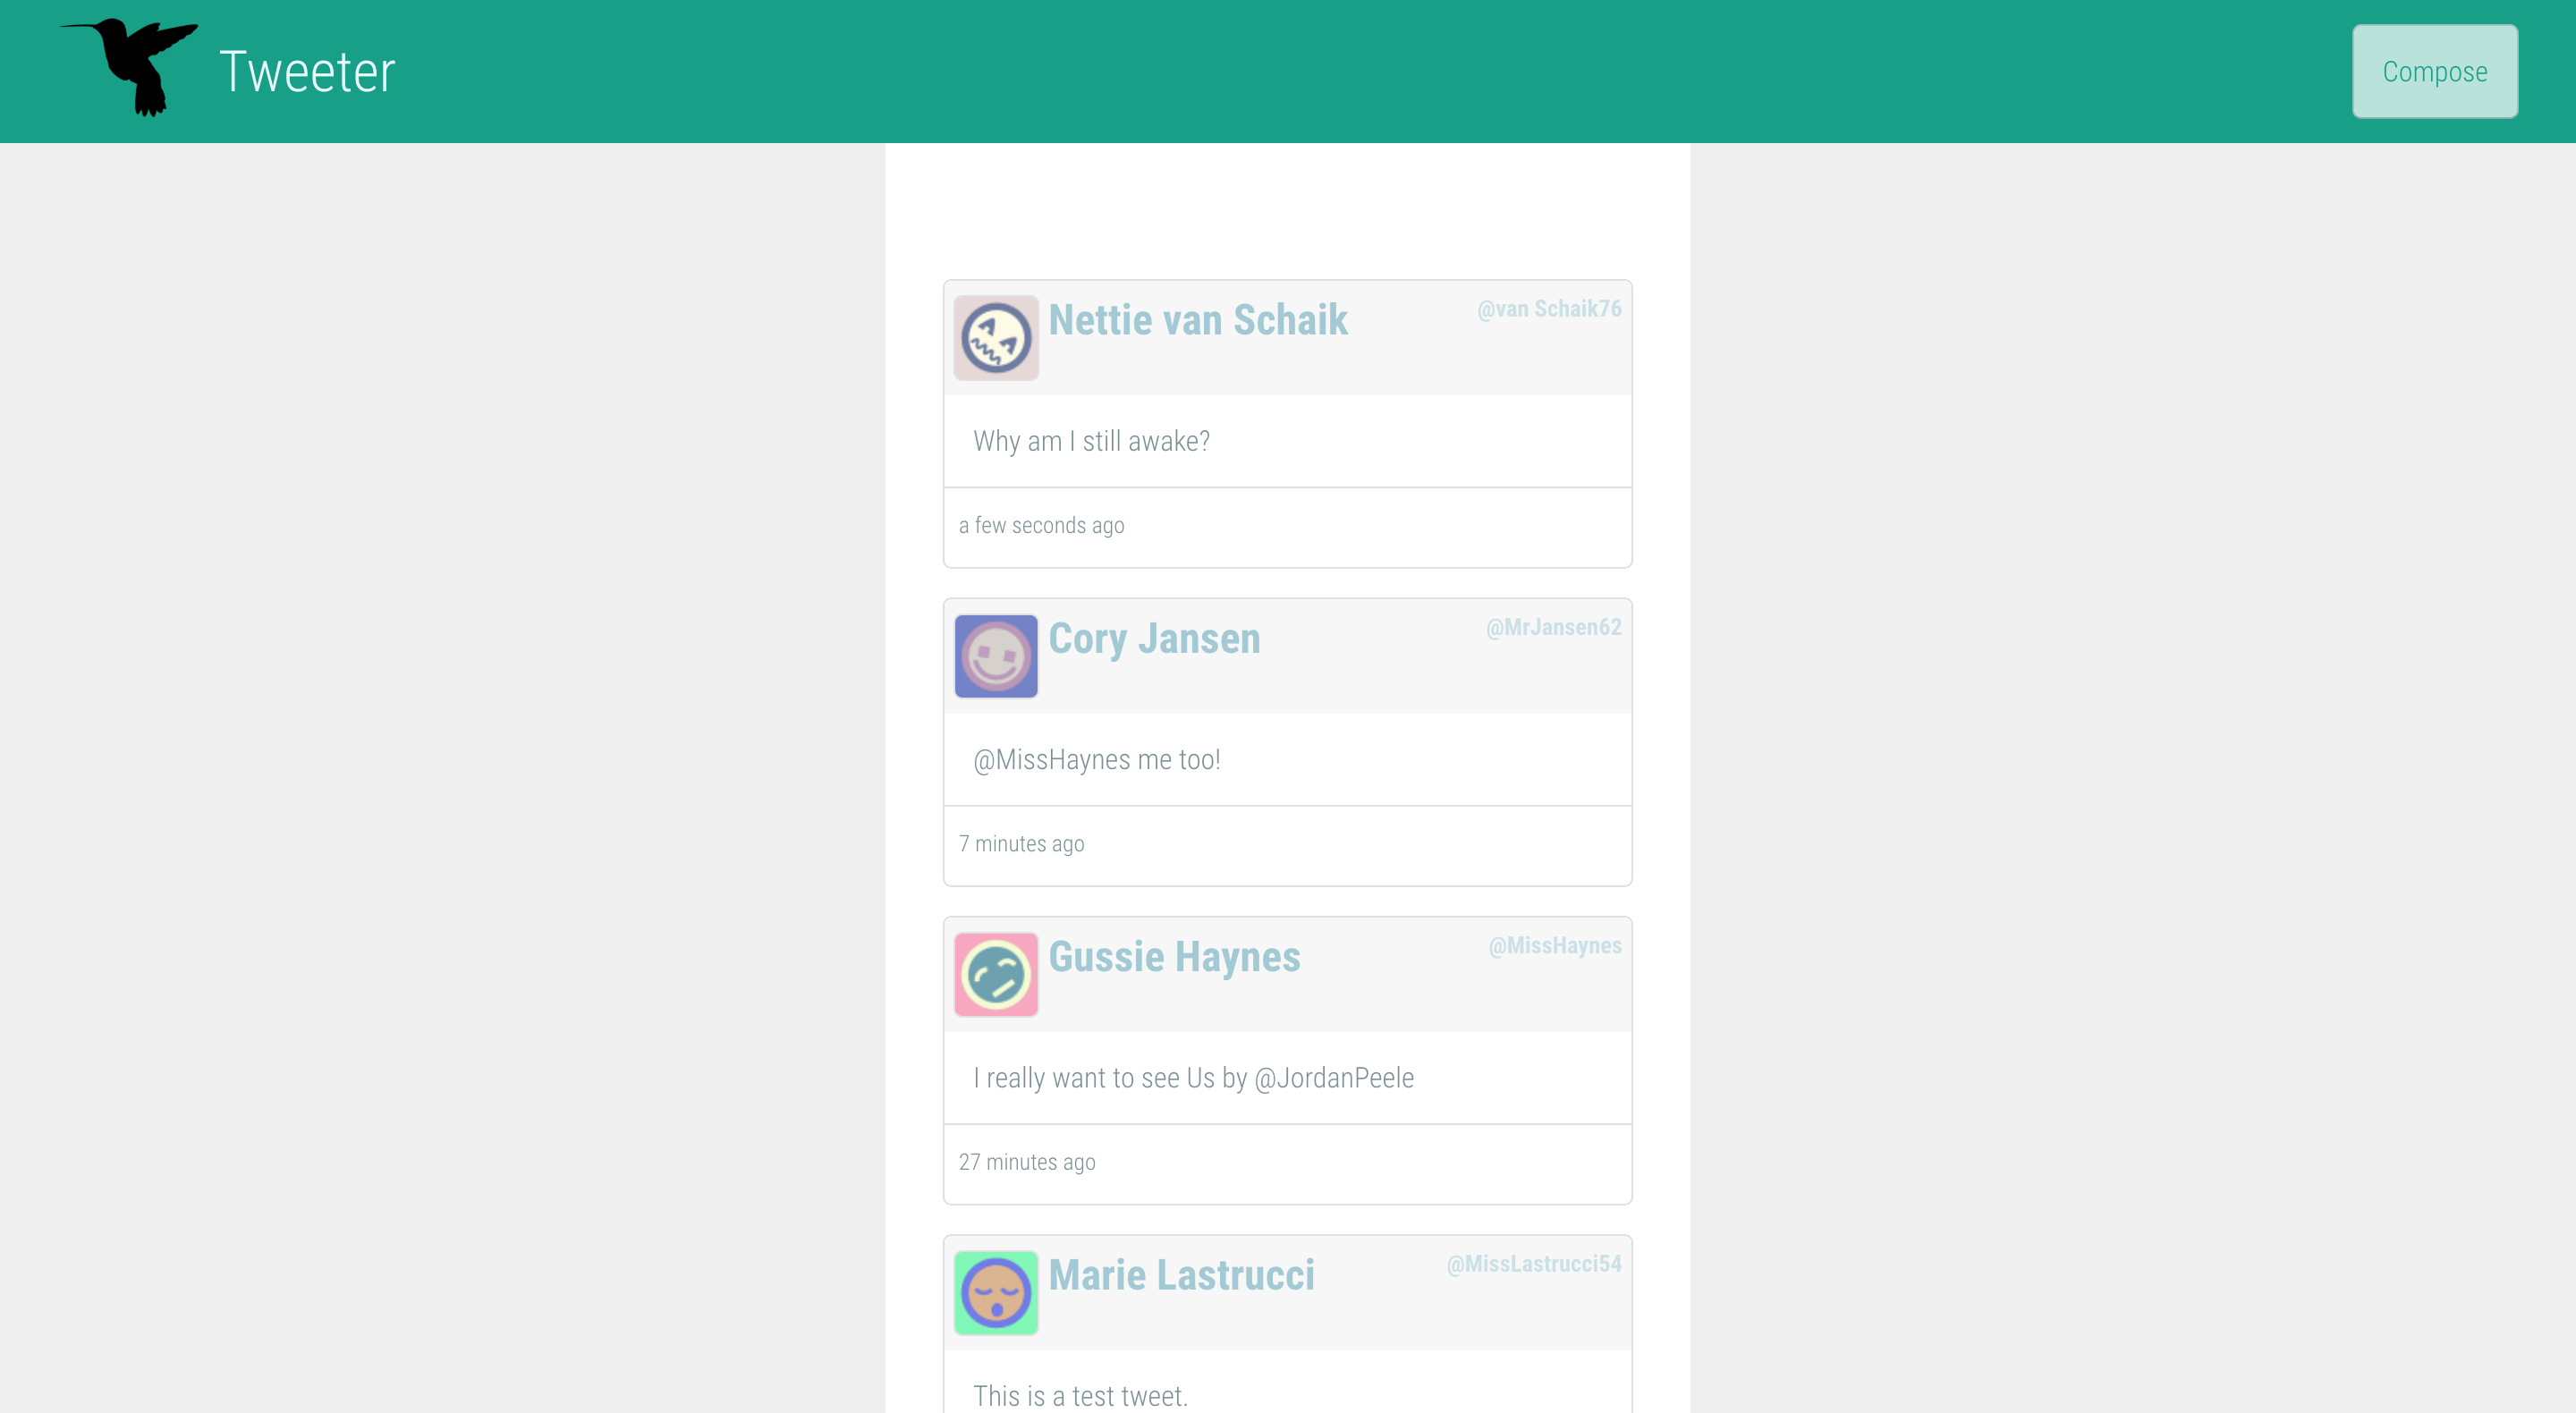 Tweeter
Compose
Nettie van Schaik
@van Schaik76
Why am I still awake?
a few seconds ago
Cory Jansen
@MrJansen62
@MissHaynes me too!
7 minutes ago
Gussie Haynes
@MissHaynes
I really want to see Us by @JordanPeele
27 minutes ago
Marie Lastrucci
@MissLastrucci54
This is a test tweet.